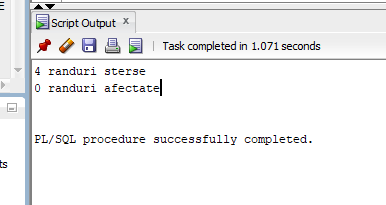 Script Output x
Task completed in 1.071 seconds
4 randuri sterse
0 randuri afectate
PL/SQL procedure successfully completed.
ts